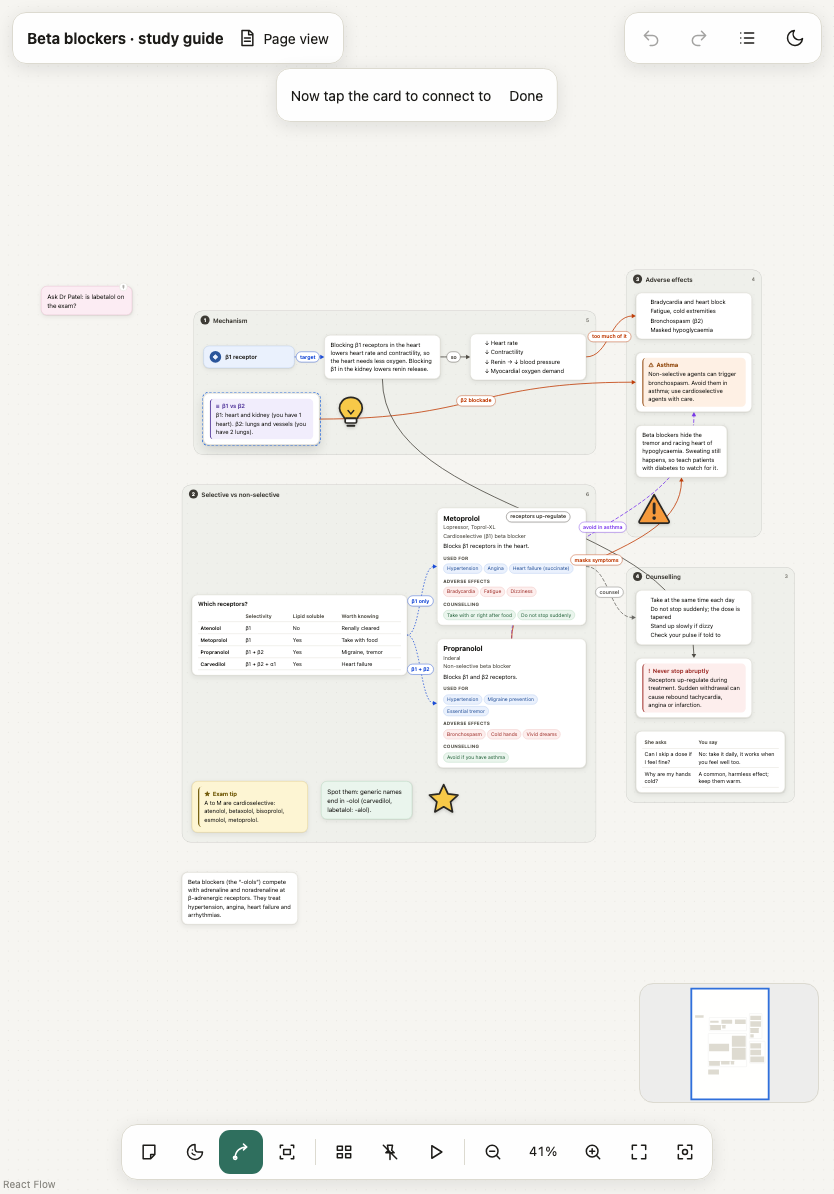 Beta blockers · study guide
Page view
Now tap the card to connect to
Done
Ask Dr Patel: is labetalol on
the exam?
1 Mechanism
5
β1 receptor
target
Blocking β1 receptors in the heart
lowers heart rate and contractility, so
the heart needs less oxygen. Blocking
β1 in the kidney lowers renin release.
so
↓ Heart rate
↓ Contractility
↓ Renin → ↓ blood pressure
↓ Myocardial oxygen demand
β1 vs β2
β1: heart and kidney (you have 1
heart). β2: lungs and vessels (you
have 2 lungs).
β2 blockade
too much of it
3 Adverse effects
4
Bradycardia and heart block
Fatigue, cold extremities
Bronchospasm (β2)
Masked hypoglycaemia
⚠ Asthma
Non-selective agents can trigger
bronchospasm. Avoid them in
asthma; use cardioselective
agents with care.
Beta blockers hide the
tremor and racing heart of
hypoglycaemia. Sweating still
happens, so teach patients
with diabetes to watch for it.
2 Selective vs non-selective
6
Which receptors?
Selectivity Lipid soluble Worth knowing
Atenolol β1 No Renally cleared
Metoprolol β1 Yes Take with food
Propranolol β1 + β2 Yes Migraine, tremor
Carvedilol β1 + β2 + α1 Yes Heart failure
β1 only
β1 + β2
Metoprolol
receptors up-regulate
Lopressor, Toprol-XL
Cardioselective (β1) beta blocker
Blocks β1 receptors in the heart.
USED FOR
Hypertension Angina Heart failure (succinate)
ADVERSE EFFECTS
Bradycardia Fatigue Dizziness
COUNSELLING
Take with or right after food Do not stop suddenly
Propranolol
Inderal
Non-selective beta blocker
Blocks β1 and β2 receptors.
USED FOR
Hypertension Migraine prevention
Essential tremor
ADVERSE EFFECTS
Bronchospasm Cold hands Vivid dreams
COUNSELLING
Avoid if you have asthma
avoid in asthma
masks symptoms
counsel
★ Exam tip
A to M are cardioselective:
atenolol, betaxolol, bisoprolol,
esmolol, metoprolol.
Spot them: generic names
end in -olol (carvedilol,
labetalol: -alol).
4 Counselling
3
Take at the same time each day
Do not stop suddenly; the dose is
tapered
Stand up slowly if dizzy
Check your pulse if told to
! Never stop abruptly
Receptors up-regulate during
treatment. Sudden withdrawal can
cause rebound tachycardia,
angina or infarction.
She asks You say
Can I skip a dose if No: take it daily, it works when
I feel fine? you feel well too.
Why are my hands A common, harmless effect;
cold? keep them warm.
Beta blockers (the "-olols") compete
with adrenaline and noradrenaline at
β-adrenergic receptors. They treat
hypertension, angina, heart failure and
arrhythmias.
41%
React Flow